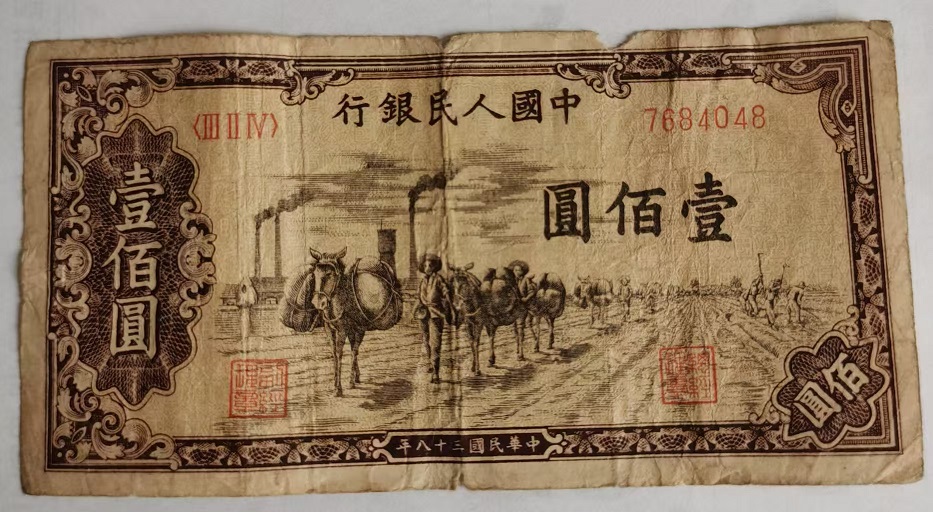 中國人民銀行
〈III II IV〉
7684048
壹佰圓
壹佰圓
佰圓
中華民國三十八年